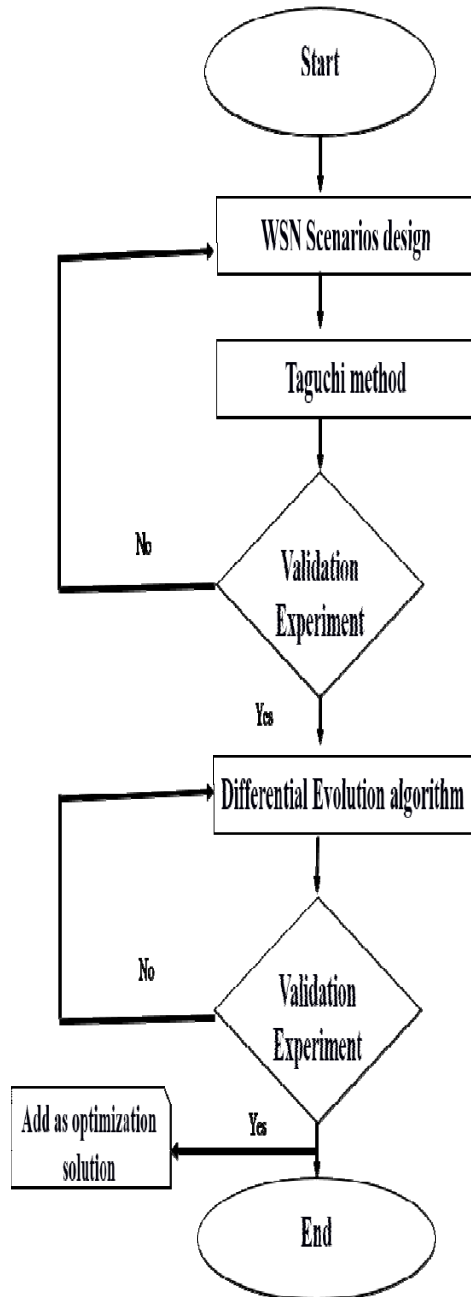 Start
WSN Scenarios design
Taguchi method
No
Validation
Experiment
Yes
Differential Evolution algorithm
No
Validation
Experiment
Yes
Add as optimization
solution
End